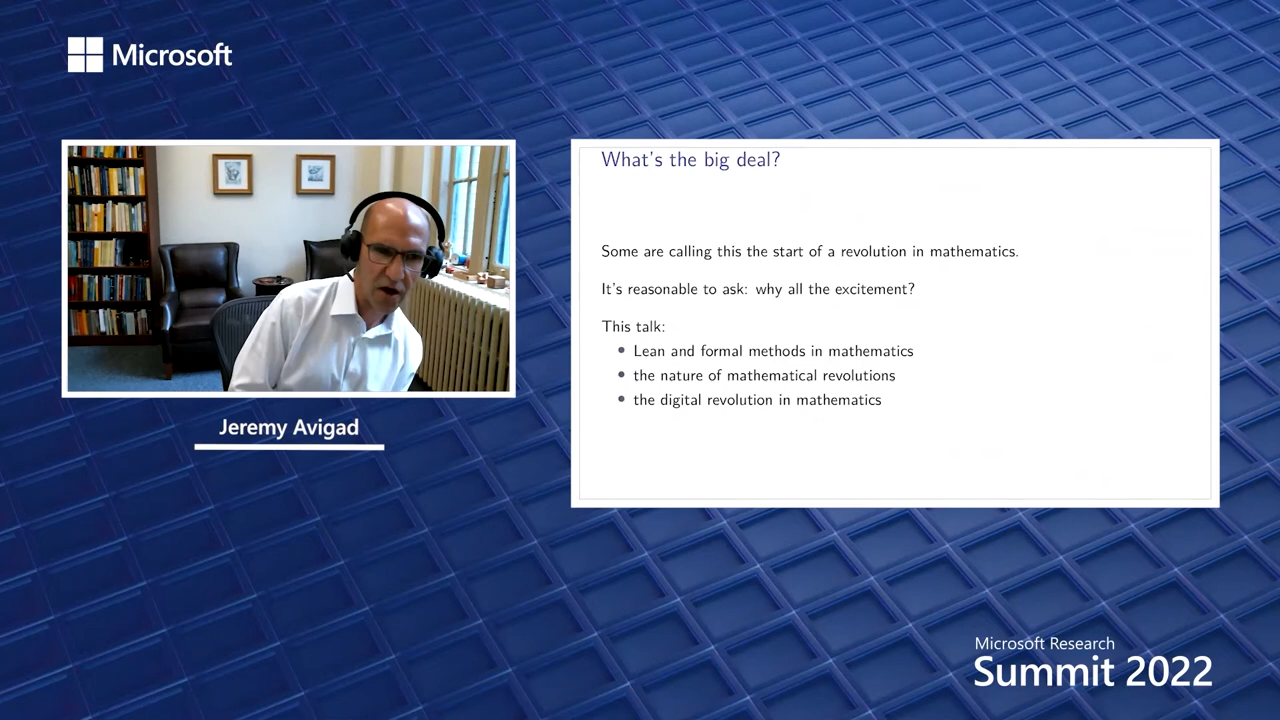 Microsoft
What's the big deal?
Some are calling this the start of a revolution in mathematics.
It's reasonable to ask: why all the excitement?
This talk:
• Lean and formal methods in mathematics
• the nature of mathematical revolutions
• the digital revolution in mathematics
Jeremy Avigad
Microsoft Research
Summit 2022